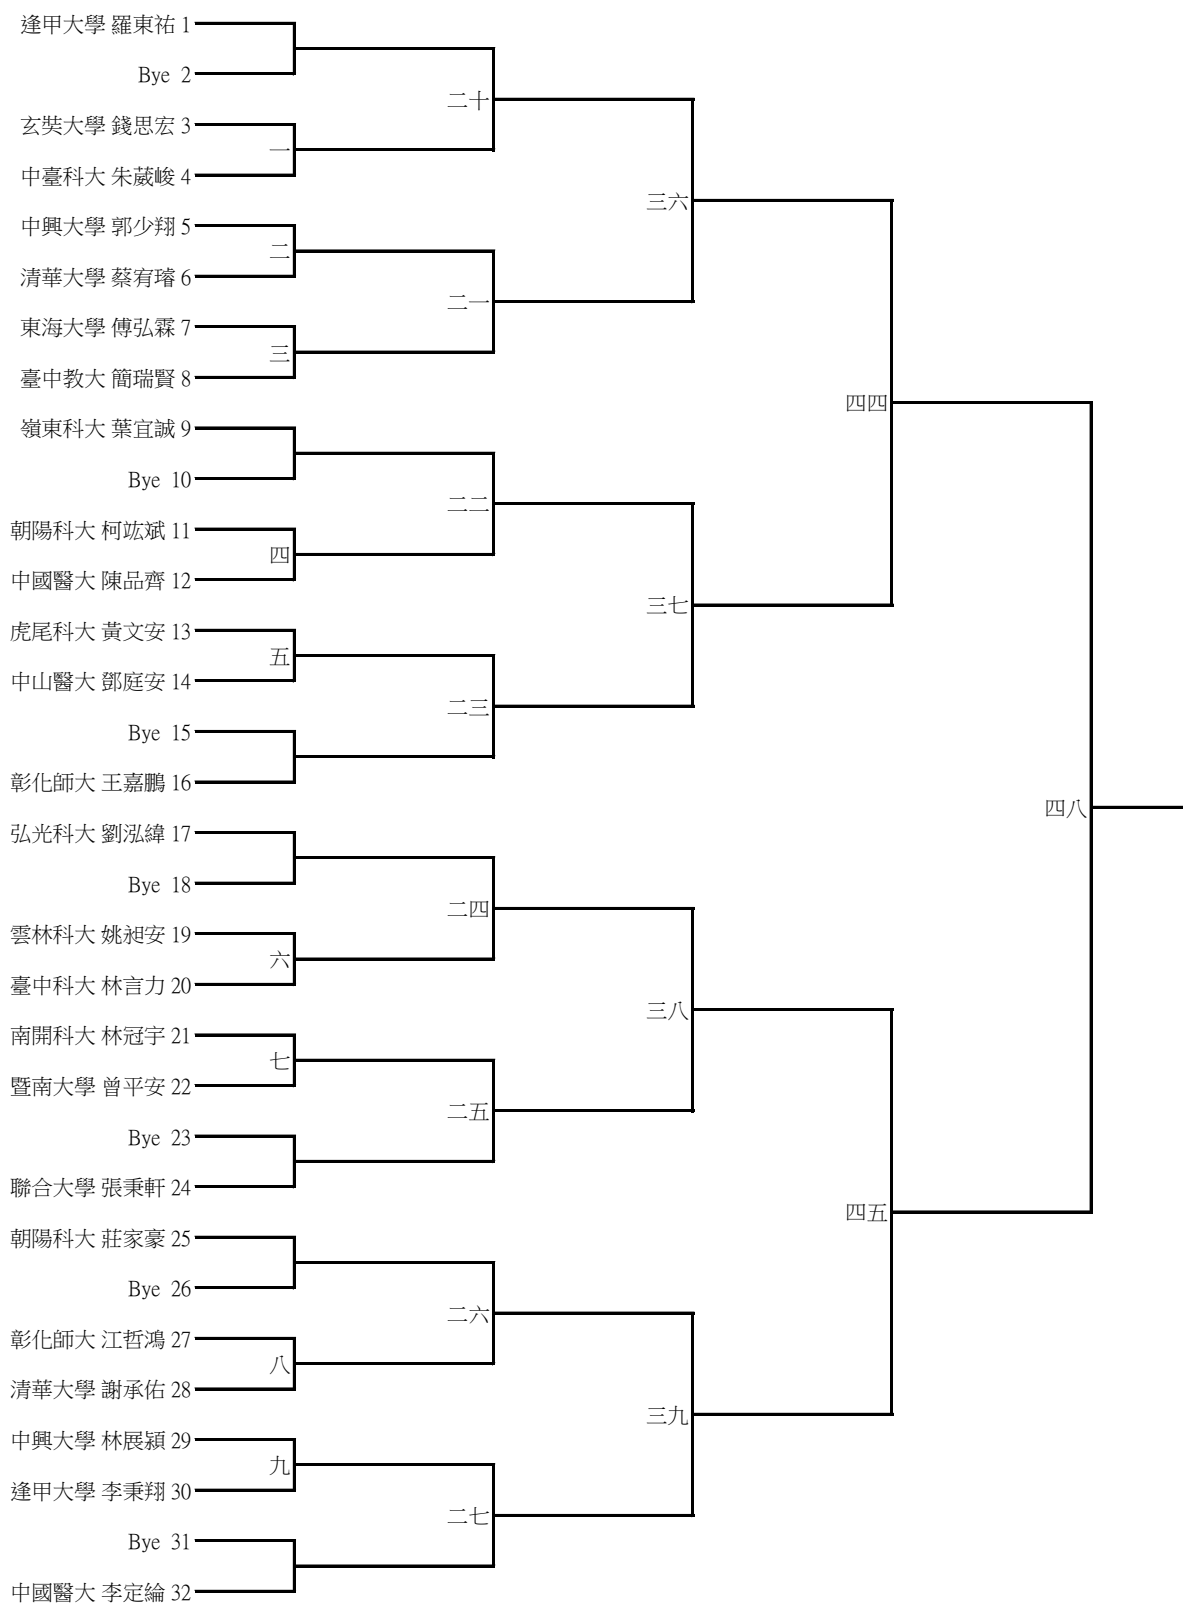 逢甲大學 羅東祐 1
Bye 2
二十
玄奘大學 錢思宏 3
一
中臺科大 朱葳峻 4
三六
中興大學 郭少翔 5
二
清華大學 蔡宥璿 6
二一
東海大學 傅弘霖 7
三
臺中教大 簡瑞賢 8
四四
嶺東科大 葉宜誠 9
Bye 10
二二
朝陽科大 柯竑斌 11
四
中國醫大 陳品齊 12
三七
虎尾科大 黃文安 13
五
中山醫大 鄧庭安 14
二三
Bye 15
彰化師大 王嘉鵬 16
四八
弘光科大 劉泓緯 17
Bye 18
二四
雲林科大 姚昶安 19
六
臺中科大 林言力 20
三八
南開科大 林冠宇 21
七
暨南大學 曾平安 22
二五
Bye 23
聯合大學 張秉軒 24
四五
朝陽科大 莊家豪 25
Bye 26
二六
彰化師大 江哲鴻 27
八
清華大學 謝承佑 28
三九
中興大學 林展潁 29
九
逢甲大學 李秉翔 30
二七
Bye 31
中國醫大 李定綸 32